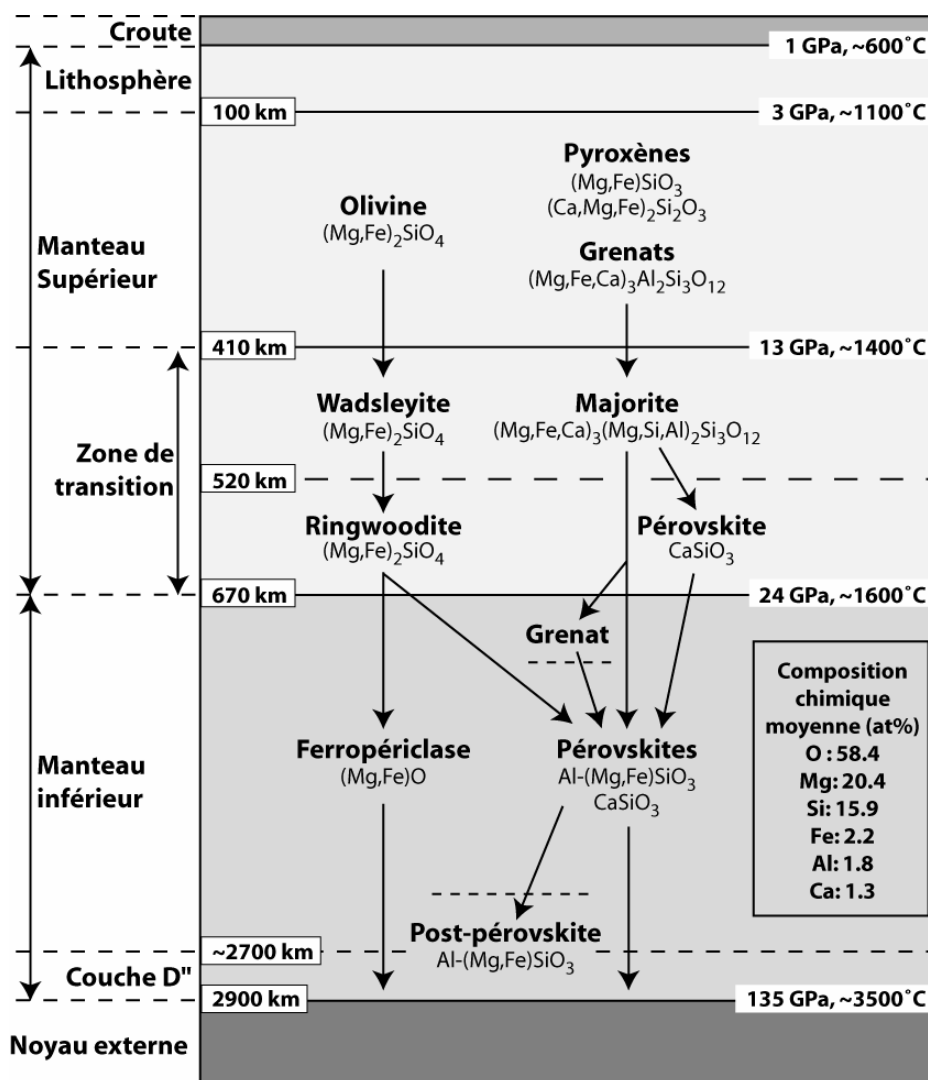 Croute
1 GPa, ~600˚C
Lithosphère
100 km
3 GPa, ~1100˚C
Pyroxènes
(Mg,Fe)SiO3
(Ca,Mg,Fe)2Si2O3
Olivine
(Mg,Fe)2SiO4
Manteau
Supérieur
Grenats
(Mg,Fe,Ca)3Al2Si3O12
410 km
13 GPa, ~1400˚C
Wadsleyite
(Mg,Fe)2SiO4
Majorite
(Mg,Fe,Ca)3(Mg,Si,Al)2Si3O12
Zone de
transition
520 km
Ringwoodite
(Mg,Fe)2SiO4
Pérovskite
CaSiO3
670 km
24 GPa, ~1600˚C
Grenat
Composition
chimique
moyenne (at%)
O : 58.4
Mg: 20.4
Si: 15.9
Fe: 2.2
Al: 1.8
Ca: 1.3
Manteau
inférieur
Ferropériclase
(Mg,Fe)O
Pérovskites
Al-(Mg,Fe)SiO3
CaSiO3
Post-pérovskite
Al-(Mg,Fe)SiO3
~2700 km
Couche D"
2900 km
135 GPa, ~3500˚C
Noyau externe